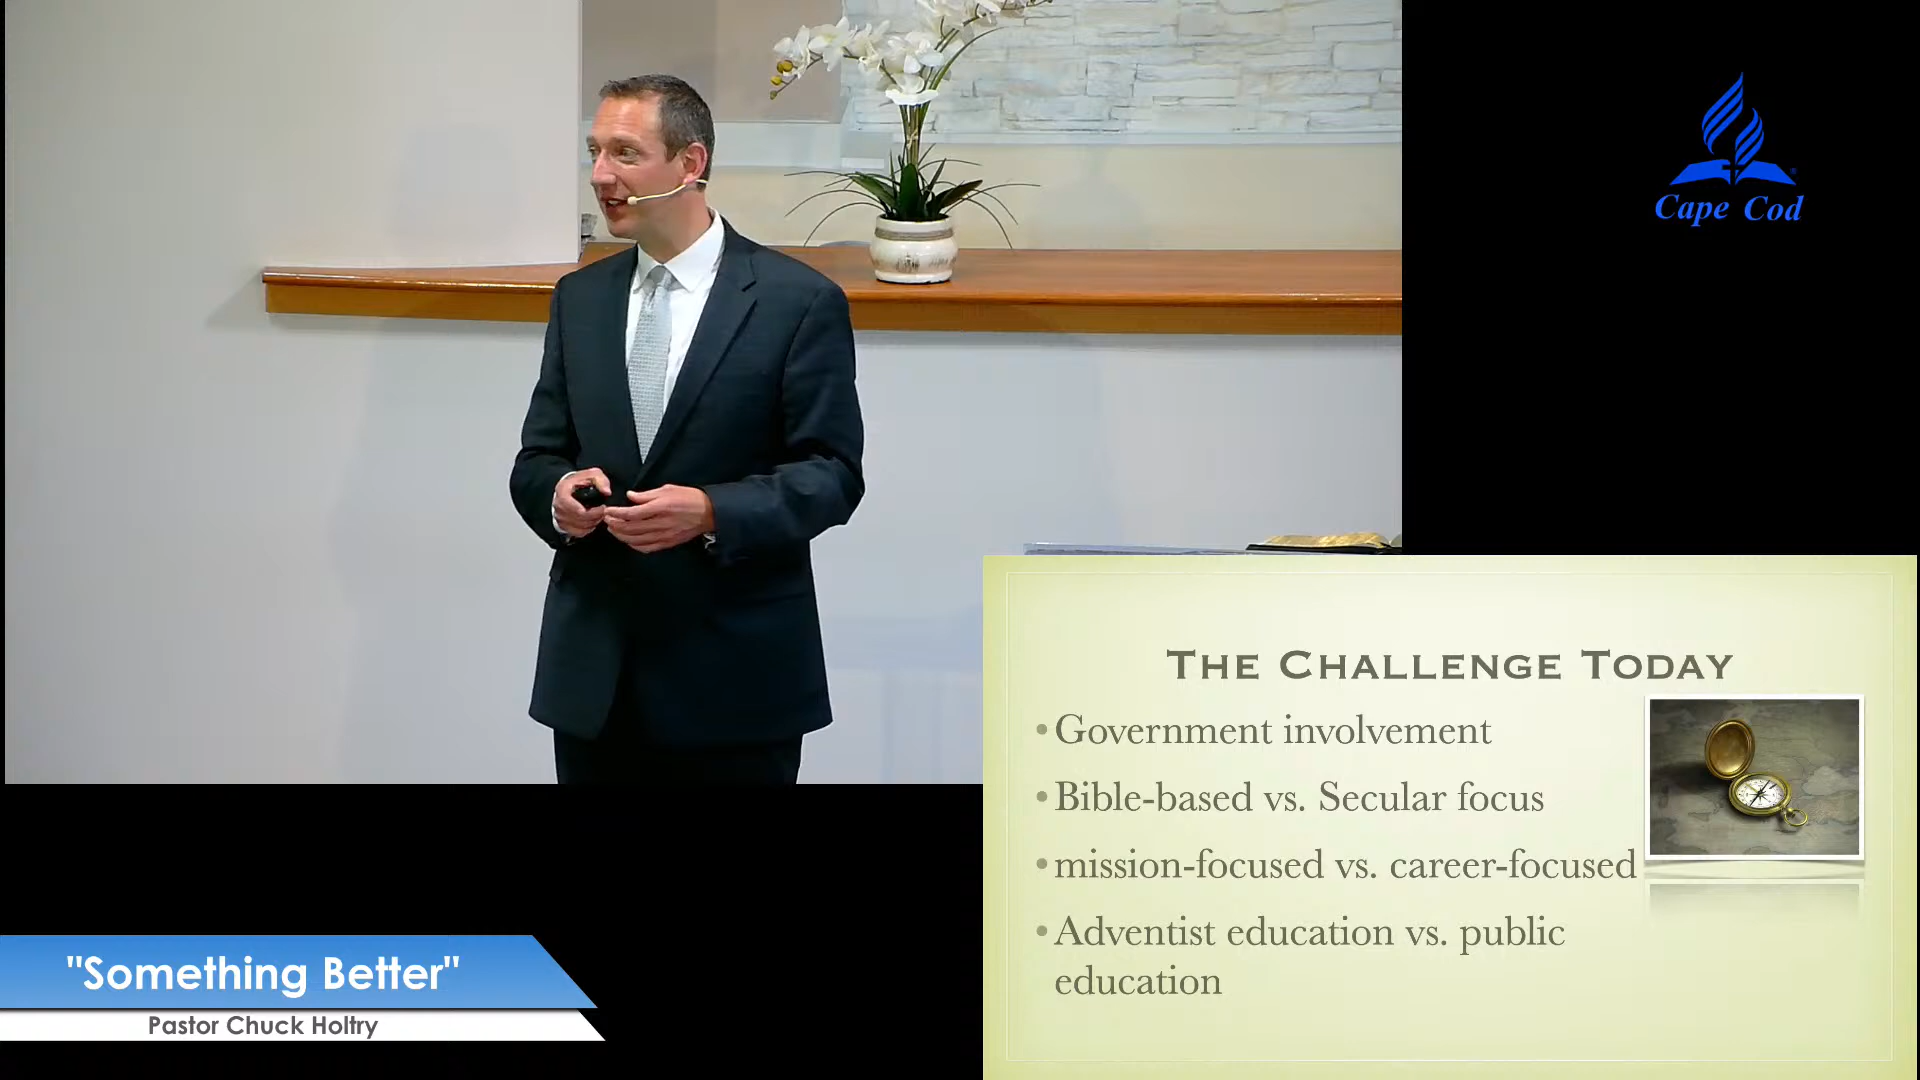 Cape Cod
THE CHALLENGE TODAY
•Government involvement
•Bible-based vs. Secular focus
•mission-focused vs. career-focused
•Adventist education vs. public
education
"Something Better"
Pastor Chuck Holtry